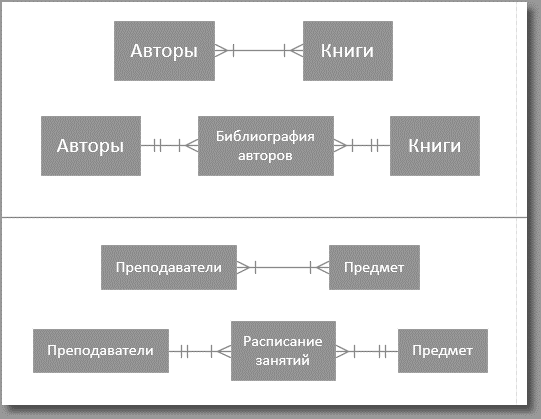 Авторы Книги
Авторы Библиография
авторов Книги
Преподаватели Предмет
Преподаватели Расписание
занятий Предмет